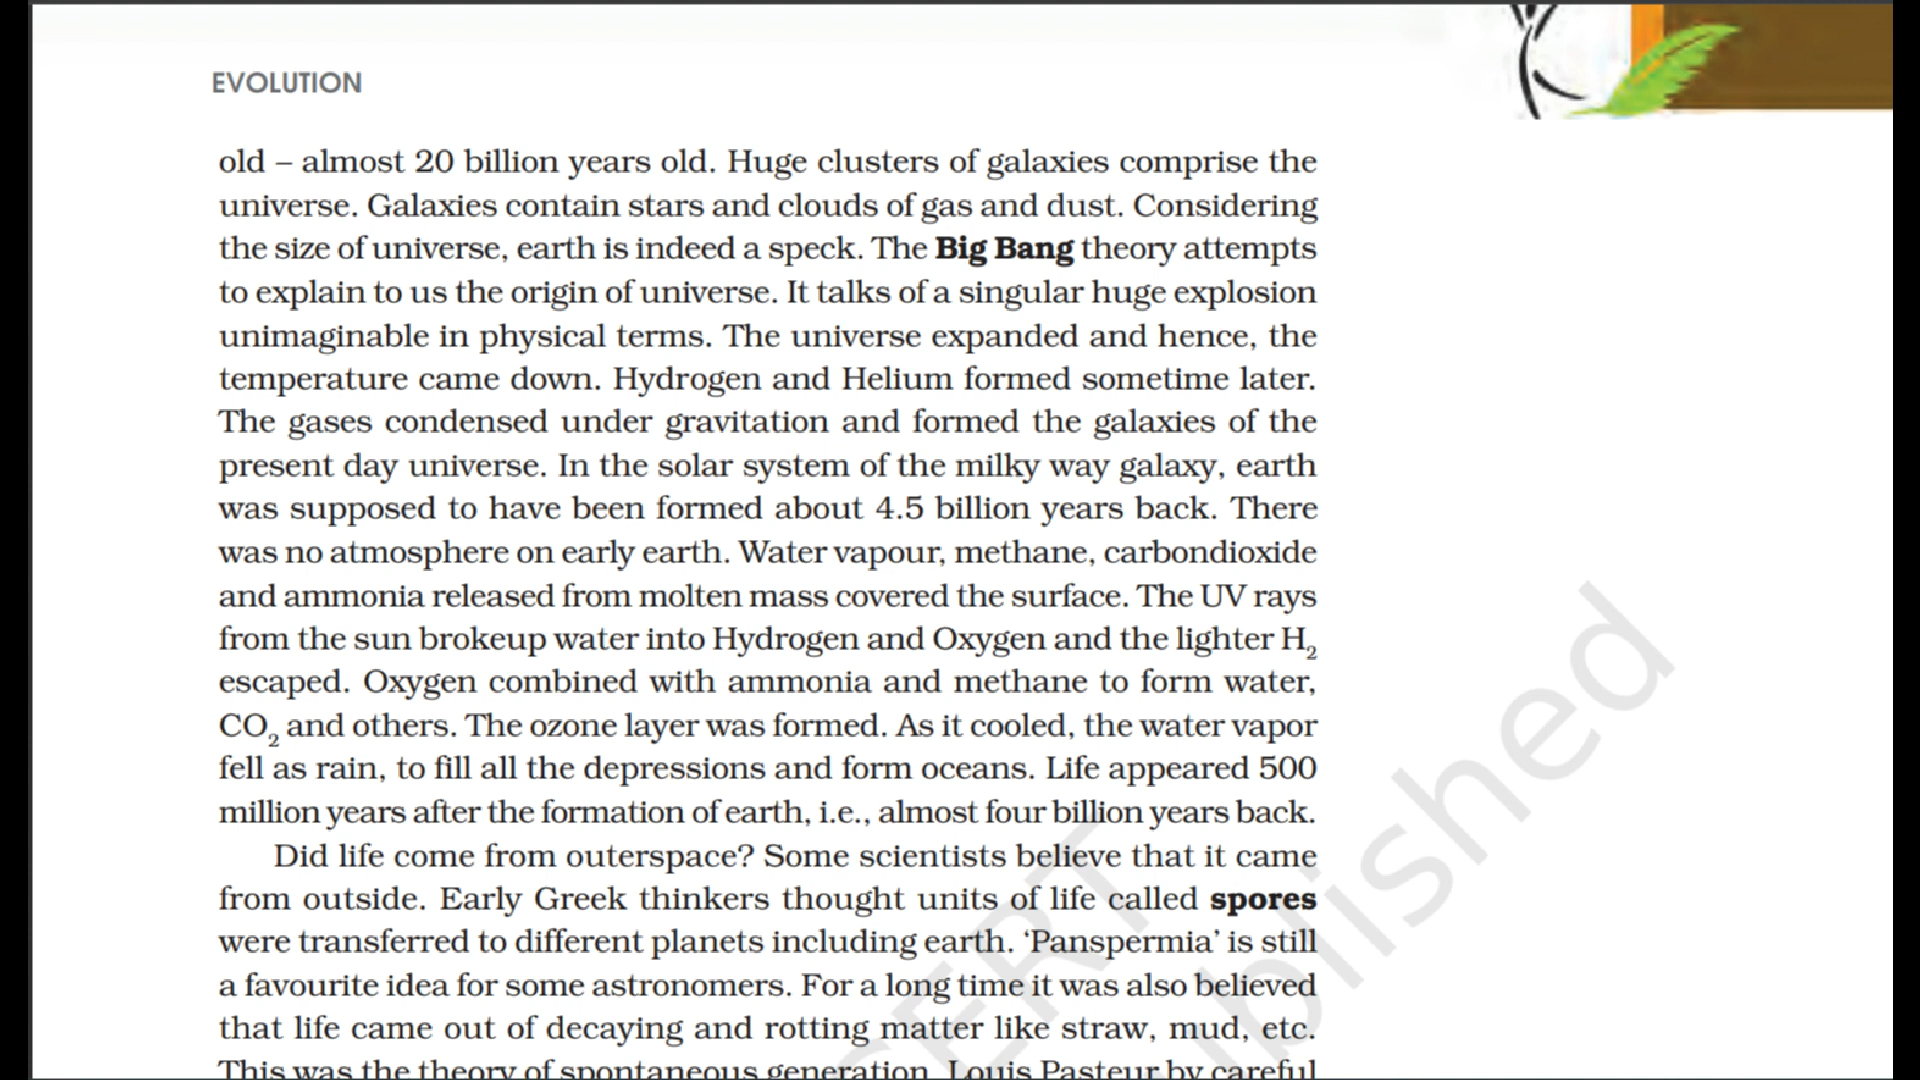 EVOLUTION
old – almost 20 billion years old. Huge clusters of galaxies comprise the
universe. Galaxies contain stars and clouds of gas and dust. Considering
the size of universe, earth is indeed a speck. The Big Bang theory attempts
to explain to us the origin of universe. It talks of a singular huge explosion
unimaginable in physical terms. The universe expanded and hence, the
temperature came down. Hydrogen and Helium formed sometime later.
The gases condensed under gravitation and formed the galaxies of the
present day universe. In the solar system of the milky way galaxy, earth
was supposed to have been formed about 4.5 billion years back. There
was no atmosphere on early earth. Water vapour, methane, carbondioxide
and ammonia released from molten mass covered the surface. The UV rays
from the sun brokeup water into Hydrogen and Oxygen and the lighter H₂
escaped. Oxygen combined with ammonia and methane to form water,
CO₂ and others. The ozone layer was formed. As it cooled, the water vapor
fell as rain, to fill all the depressions and form oceans. Life appeared 500
million years after the formation of earth, i.e., almost four billion years back.
Did life come from outerspace? Some scientists believe that it came
from outside. Early Greek thinkers thought units of life called spores
were transferred to different planets including earth. ‘Panspermia’ is still
a favourite idea for some astronomers. For a long time it was also believed
that life came out of decaying and rotting matter like straw, mud, etc.
This was the theory of spontaneous generation. Louis Pasteur by careful